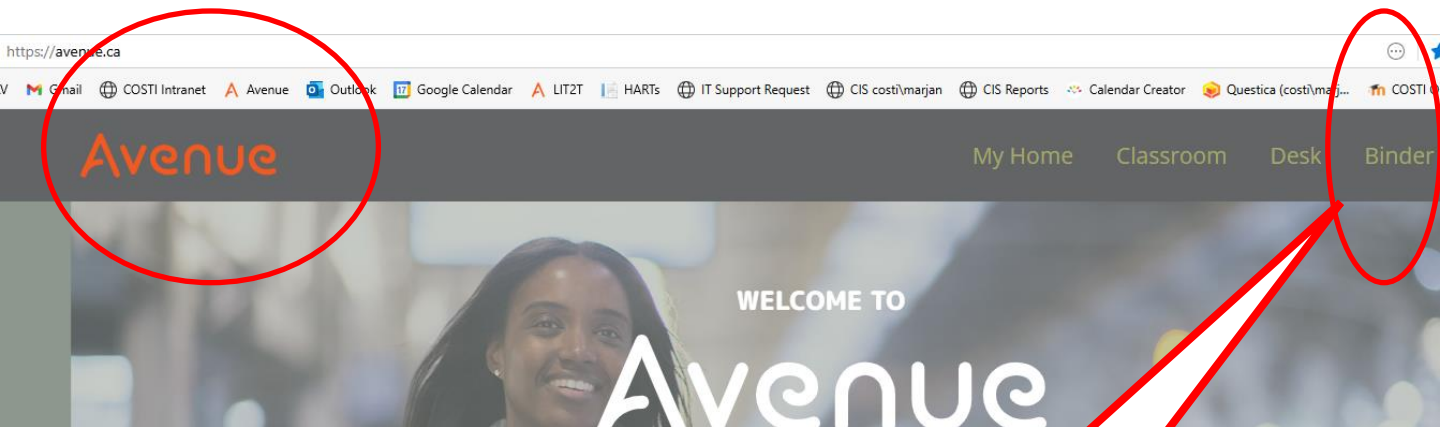 https://avenue.ca
Gmail COSTI Intranet Avenue Outlook 17 Google Calendar LIT2T HARTs IT Support Request CIS costi\marjan CIS Reports Calendar Creator Questica (costi\marj... COSTI
Avenue My Home Classroom Desk Binder
WELCOME TO
Avenue